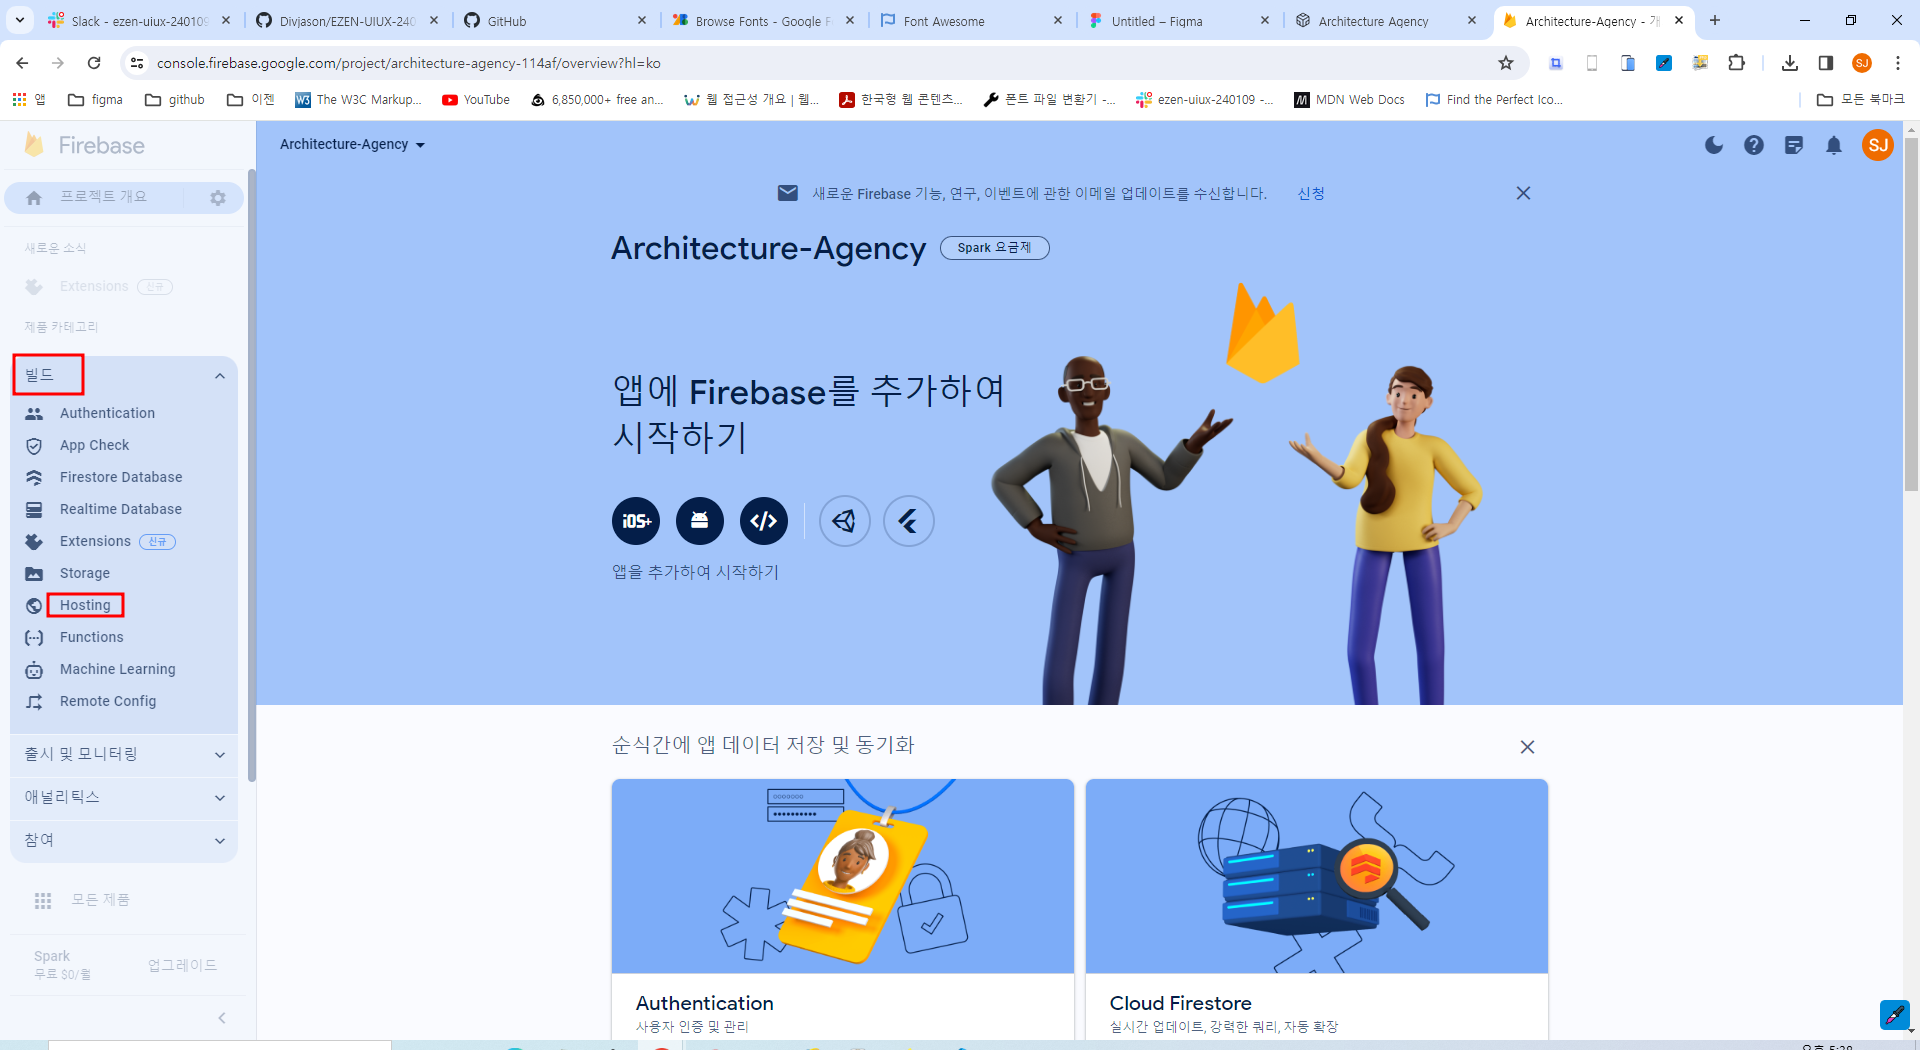 Slack - ezen-uiux-240109
Divjason/EZEN-UIUX-240
GitHub
Browse Fonts - Google F
Font Awesome
Untitled – Figma
Architecture Agency
Architecture-Agency - 개
console.firebase.google.com/project/architecture-agency-114af/overview?hl=ko
SJ
앱
figma
github
이젠
W3
The W3C Markup...
YouTube
6,850,000+ free an...
웹 접근성 개요 | 웹...
한국형 웹 콘텐츠...
폰트 파일 변환기 -...
ezen-uiux-240109 -...
M
MDN Web Docs
Find the Perfect Ico...
모든 북마크
Firebase
Architecture-Agency
SJ
프로젝트 개요
새로운 Firebase 기능, 연구, 이벤트에 관한 이메일 업데이트를 수신합니다.
신청
새로운 소식
Architecture-Agency
Spark 요금제
Extensions
신규
제품 카테고리
빌드
Authentication
App Check
Firestore Database
Realtime Database
Extensions
신규
Storage
Hosting
Functions
Machine Learning
Remote Config
출시 및 모니터링
애널리틱스
참여
모든 제품
Spark
무료 $0/월
업그레이드
앱에 Firebase를 추가하여
시작하기
iOS+
앱을 추가하여 시작하기
순식간에 앱 데이터 저장 및 동기화
Authentication
사용자 인증 및 관리
Cloud Firestore
실시간 업데이트, 강력한 쿼리, 자동 확장